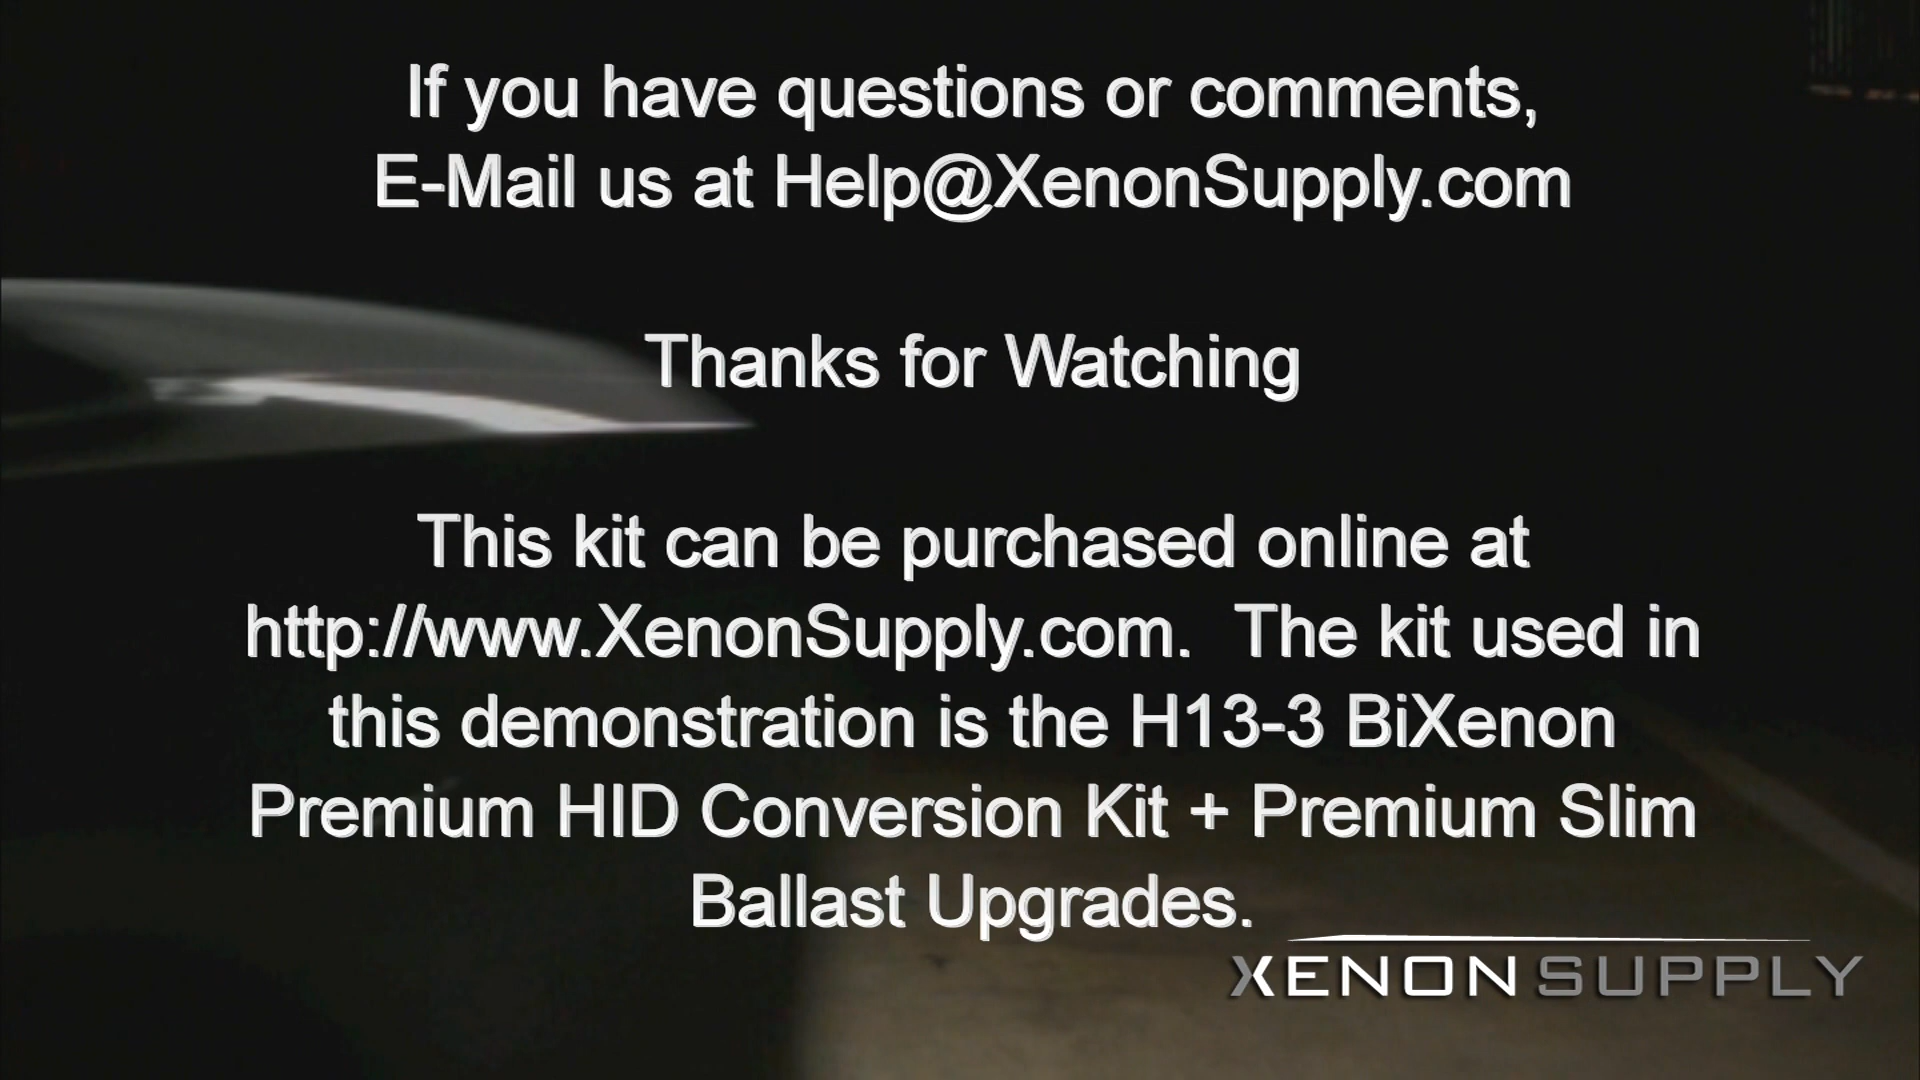 If you have questions or comments,
E-Mail us at Help@XenonSupply.com
Thanks for Watching
This kit can be purchased online at
http://www.XenonSupply.com.  The kit used in
this demonstration is the H13-3 BiXenon
Premium HID Conversion Kit + Premium Slim
Ballast Upgrades.
XENONSUPPLY